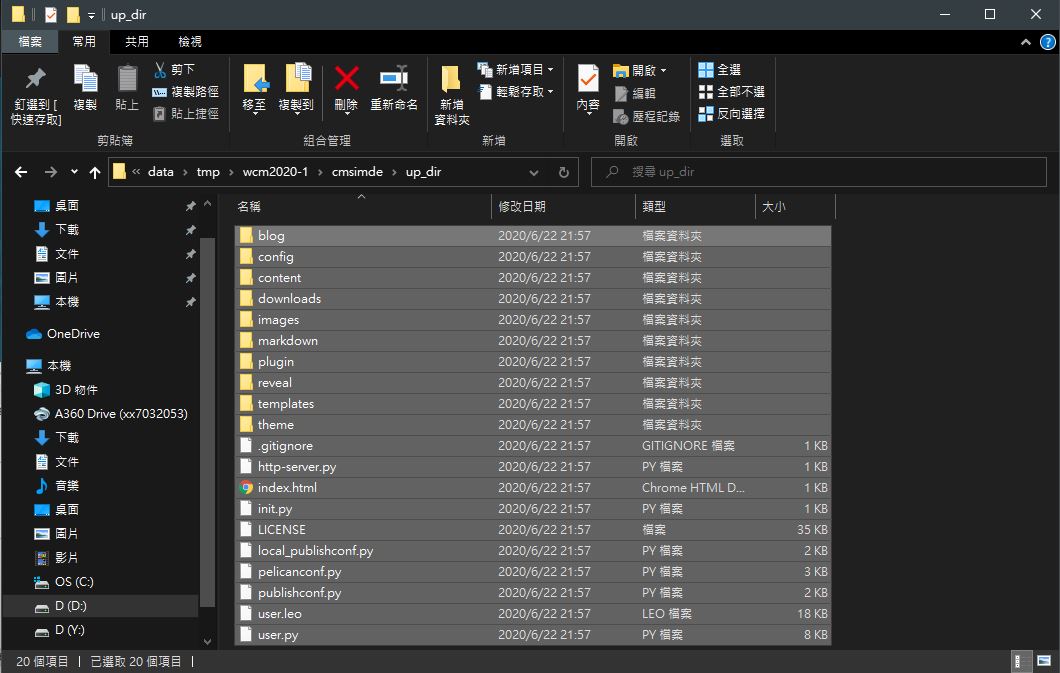 up_dir
檔案 常用 共用 檢視
釘選到 [
快速存取]
複製
貼上
剪下
複製路徑
貼上捷徑
剪貼簿
移至
複製到
刪除
重新命名
組合管理
新增
資料夾
新增項目
輕鬆存取
新增
內容
開啟
編輯
歷程記錄
開啟
全選
全部不選
反向選擇
選取
« data › tmp › wcm2020-1 › cmsimde › up_dir
搜尋 up_dir
桌面
下載
文件
圖片
本機
OneDrive
本機
3D 物件
A360 Drive (xx7032053)
下載
文件
音樂
桌面
圖片
影片
OS (C:)
D (D:)
D (Y:)
名稱 修改日期 類型 大小
blog 2020/6/22 21:57 檔案資料夾
config 2020/6/22 21:57 檔案資料夾
content 2020/6/22 21:57 檔案資料夾
downloads 2020/6/22 21:57 檔案資料夾
images 2020/6/22 21:57 檔案資料夾
markdown 2020/6/22 21:57 檔案資料夾
plugin 2020/6/22 21:57 檔案資料夾
reveal 2020/6/22 21:57 檔案資料夾
templates 2020/6/22 21:57 檔案資料夾
theme 2020/6/22 21:57 檔案資料夾
.gitignore 2020/6/22 21:57 GITIGNORE 檔案 1 KB
http-server.py 2020/6/22 21:57 PY 檔案 1 KB
index.html 2020/6/22 21:57 Chrome HTML D... 1 KB
init.py 2020/6/22 21:57 PY 檔案 1 KB
LICENSE 2020/6/22 21:57 檔案 35 KB
local_publishconf.py 2020/6/22 21:57 PY 檔案 2 KB
pelicanconf.py 2020/6/22 21:57 PY 檔案 3 KB
publishconf.py 2020/6/22 21:57 PY 檔案 2 KB
user.leo 2020/6/22 21:57 LEO 檔案 18 KB
user.py 2020/6/22 21:57 PY 檔案 8 KB
20 個項目 已選取 20 個項目